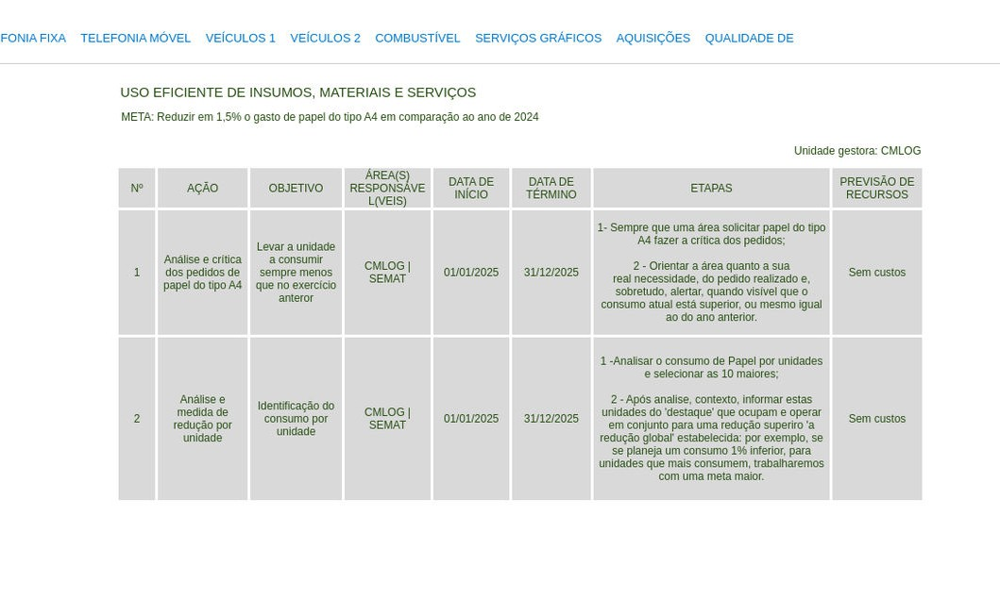 FONIA FIXA TELEFONIA MÓVEL VEÍCULOS 1 VEÍCULOS 2 COMBUSTÍVEL SERVIÇOS GRÁFICOS AQUISIÇÕES QUALIDADE DE
USO EFICIENTE DE INSUMOS, MATERIAIS E SERVIÇOS
META: Reduzir em 1,5% o gasto de papel do tipo A4 em comparação ao ano de 2024
Unidade gestora: CMLOG
Nº
AÇÃO
OBJETIVO
ÁREA(S)
RESPONSÁVE
L(VEIS)
DATA DE
INÍCIO
DATA DE
TÉRMINO
ETAPAS
PREVISÃO DE
RECURSOS
1
Análise e crítica
dos pedidos de
papel do tipo A4
Levar a unidade
a consumir
sempre menos
que no exercício
anteror
CMLOG |
SEMAT
01/01/2025
31/12/2025
1- Sempre que uma área solicitar papel do tipo
A4 fazer a crítica dos pedidos;
2 - Orientar a área quanto a sua
real necessidade, do pedido realizado e,
sobretudo, alertar, quando visível que o
consumo atual está superior, ou mesmo igual
ao do ano anterior.
Sem custos
2
Análise e
medida de
redução por
unidade
Identificação do
consumo por
unidade
CMLOG |
SEMAT
01/01/2025
31/12/2025
1 -Analisar o consumo de Papel por unidades
e selecionar as 10 maiores;
2 - Após analise, contexto, informar estas
unidades do 'destaque' que ocupam e operar
em conjunto para uma redução superiro 'a
redução global' estabelecida: por exemplo, se
se planeja um consumo 1% inferior, para
unidades que mais consumem, trabalharemos
com uma meta maior.
Sem custos